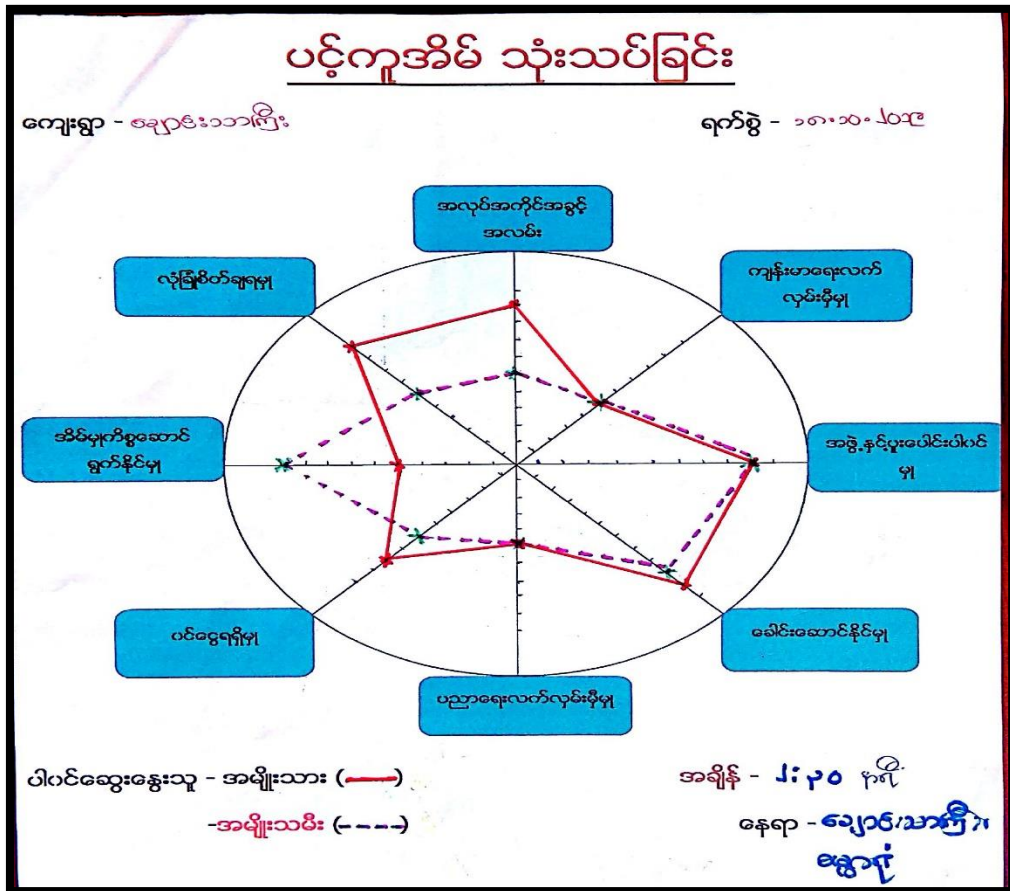 ပင့်ကူအိမ် သုံးသပ်ခြင်း
ကျေးရွာ - ချောင်းသာကြီး
ရက်စွဲ - ၁၈.၁၀.၂၀၁၉
အလုပ်အကိုင်အခွင့်
အလမ်း
လုံခြုံစိတ်ချရမှု
ကျန်းမာရေးလက်
လှမ်းမှီမှု
အိမ်မှုကိစ္စဆောင်
ရွက်နိုင်မှု
အဖွဲ့နှင့်ပူးပေါင်းပါဝင်
မှု
ဝင်ငွေရရှိမှု
ခေါင်းဆောင်နိုင်မှု
ပညာရေးလက်လှမ်းမှီမှု
ပါဝင်ဆွေးနွေးသူ - အမျိုးသား ( )
-အမျိုးသမီး (----)
အချိန် - ၂:၃၀ နာရီ
နေရာ - ချောင်းသာကြီး